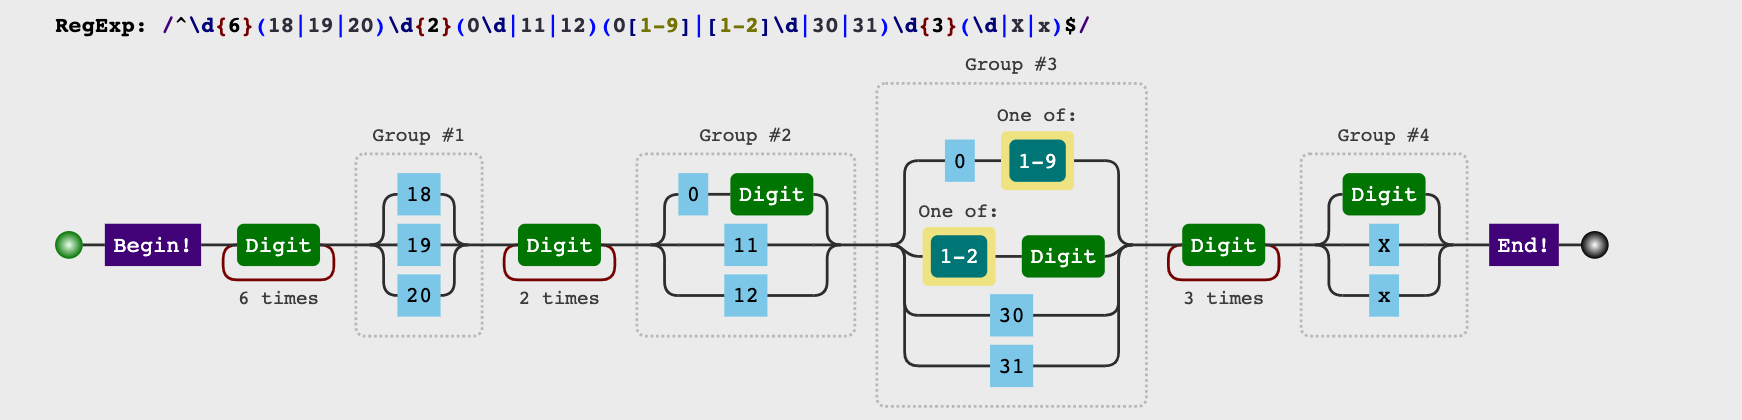 RegExp: /^\d{6}(18|19|20)\d{2}(0\d|11|12)(0[1-9]|[1-2]\d|30|31)\d{3}(\d|X|x)$/
Group #3
Group #1
Group #2
One of:
Group #4
0
1-9
18
0
Digit
Digit
One of:
Begin!
Digit
19
Digit
11
1-2
Digit
Digit
X
End!
6 times
20
2 times
12
3 times
x
30
31